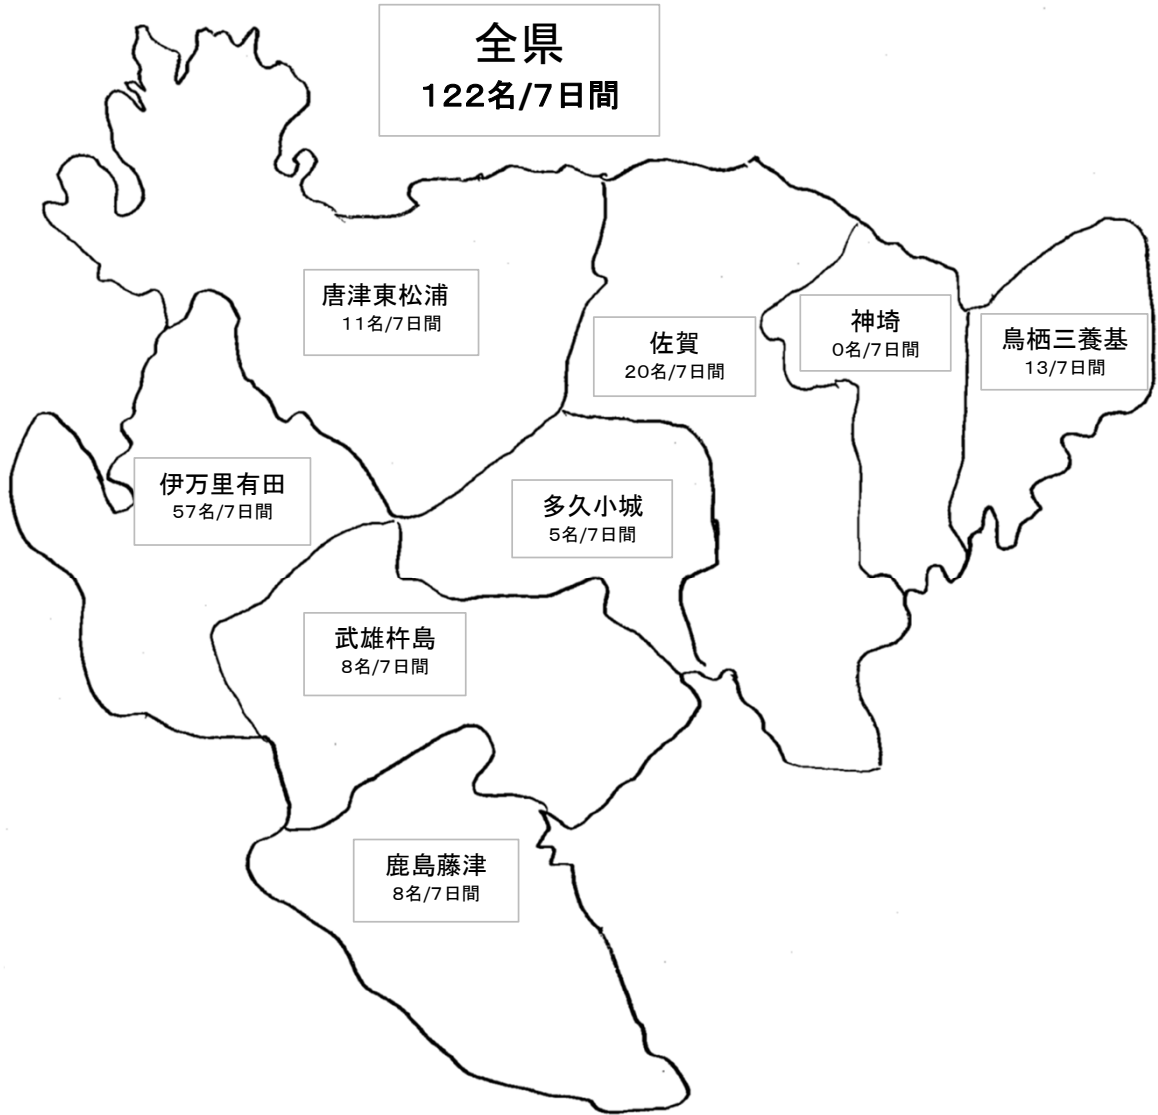 全県
122名/7日間
唐津東松浦
11名/7日間
佐賀
20名/7日間
神埼
0名/7日間
鳥栖三養基
13/7日間
伊万里有田
57名/7日間
多久小城
5名/7日間
武雄杵島
8名/7日間
鹿島藤津
8名/7日間